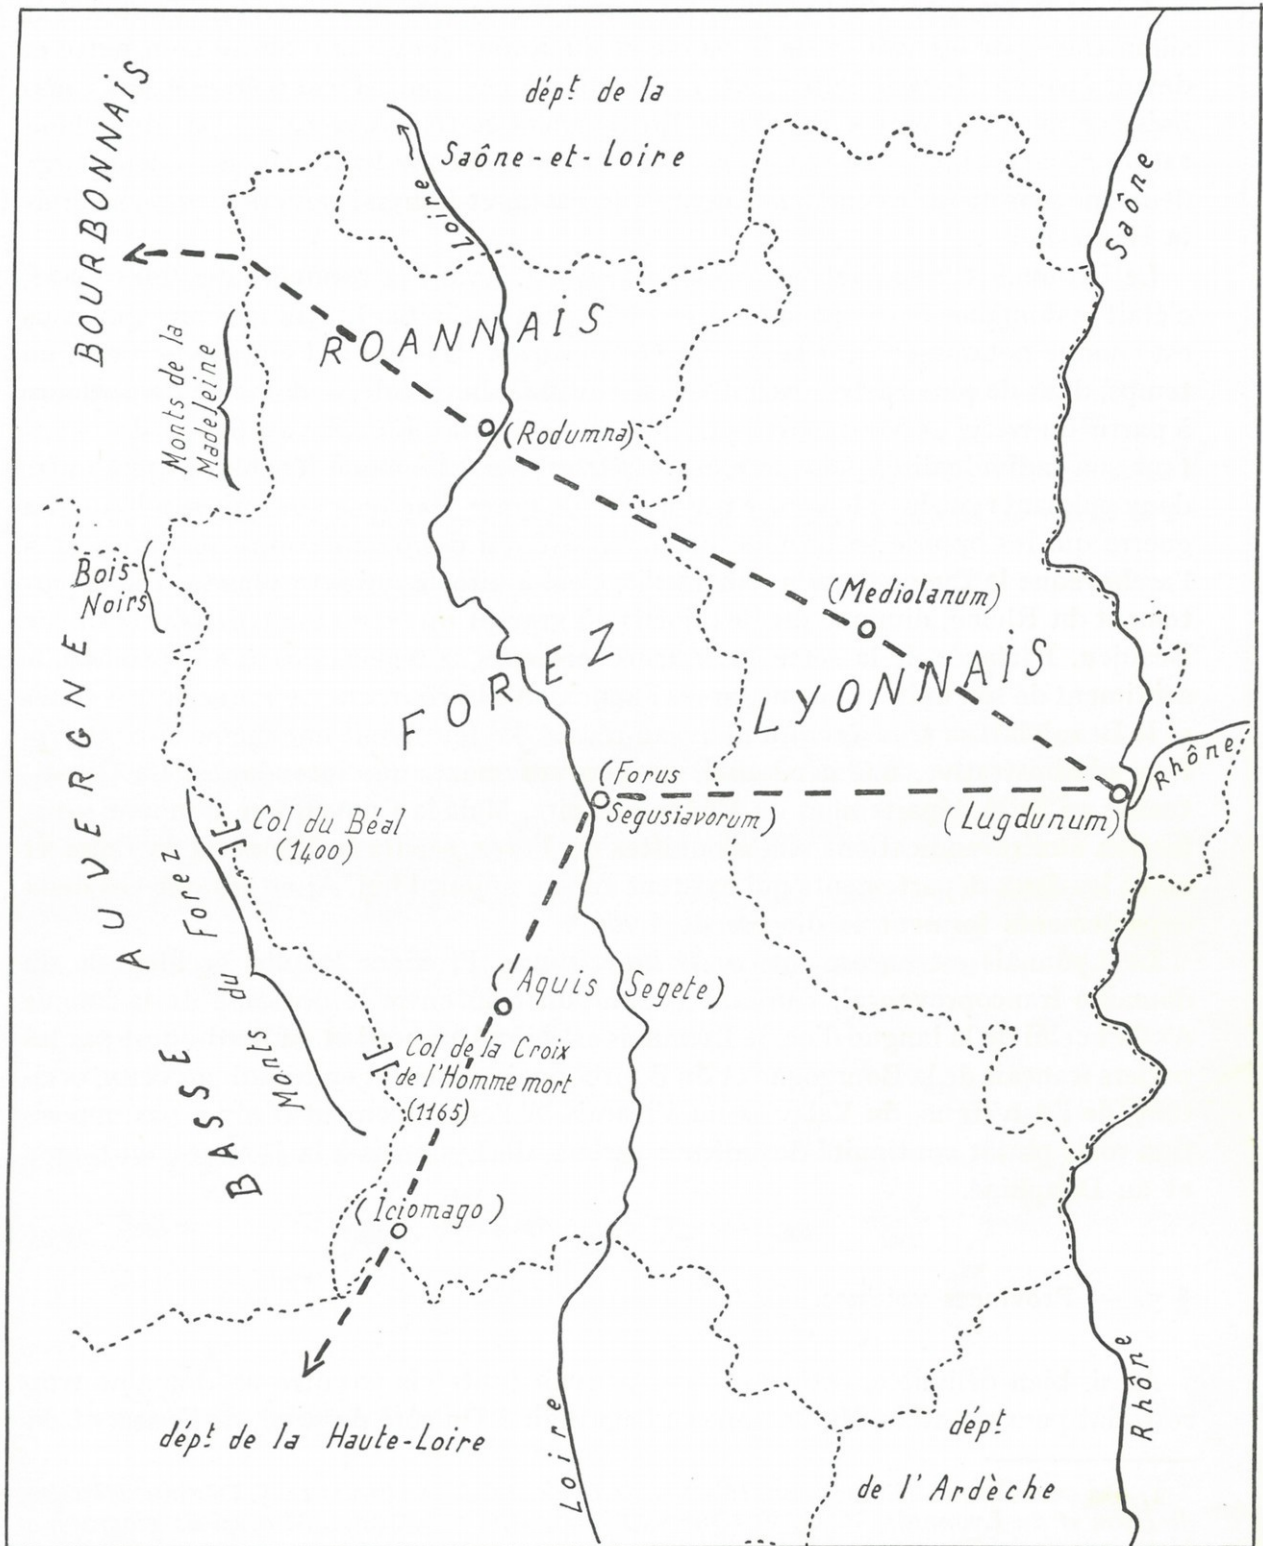 dépt de la
Saône-et-Loire
Loire
Saône
BOURBONNAIS
ROANNAIS
Monts de la
Madeleine
(Rodumna)
Bois
Noirs
(Mediolanum)
FOREZ
LYONNAIS
Rhône
(Forus
Segusiavorum)
(Lugdunum)
Col du Béal
(1400)
BASSE AUVERGNE
Monts du Forez
(Aquis Segete)
Col de la Croix
de l'Homme mort
(1165)
(Iciomago)
dépt de la Haute-Loire
Loire
dépt
de l'Ardèche
Rhône